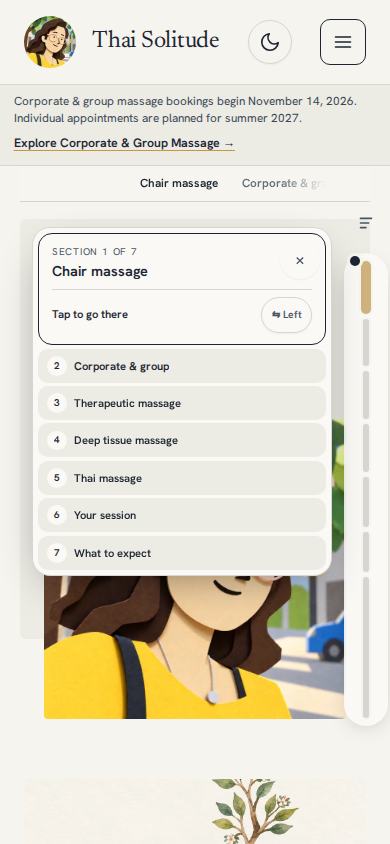 Thai Solitude
Corporate & group massage bookings begin November 14, 2026.
Individual appointments are planned for summer 2027.
Explore Corporate & Group Massage →
Chair massage
Corporate & gr
SECTION 1 OF 7
Chair massage
×
Tap to go there
⇆ Left
2 Corporate & group
3 Therapeutic massage
4 Deep tissue massage
5 Thai massage
6 Your session
7 What to expect